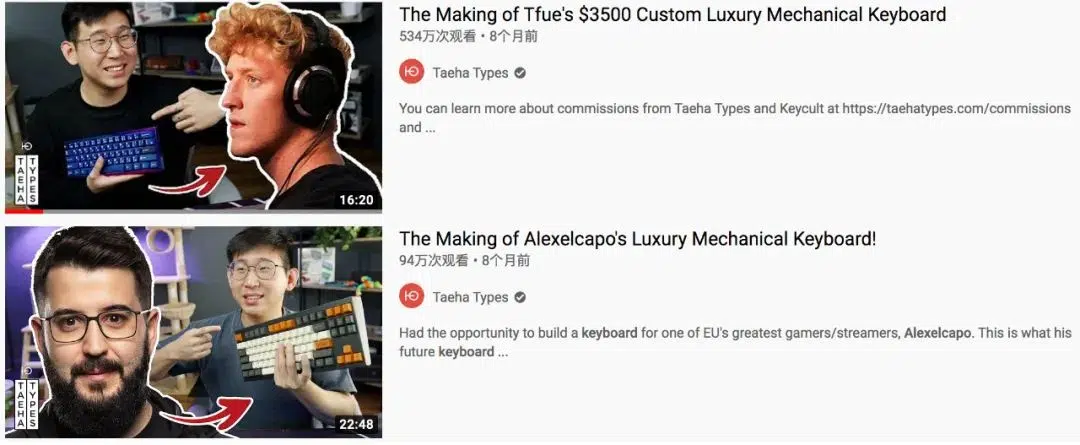 The Making of Tfue's $3500 Custom Luxury Mechanical Keyboard
534万次观看 • 8个月前
Taeha Types
You can learn more about commissions from Taeha Types and Keycult at https://taehatypes.com/commissions
and ...
TAEHA
TYPES
16:20
The Making of Alexelcapo's Luxury Mechanical Keyboard!
94万次观看 • 8个月前
Taeha Types
Had the opportunity to build a keyboard for one of EU's greatest gamers/streamers, Alexelcapo. This is what his
future keyboard ...
TAEHA
TYPES
22:48